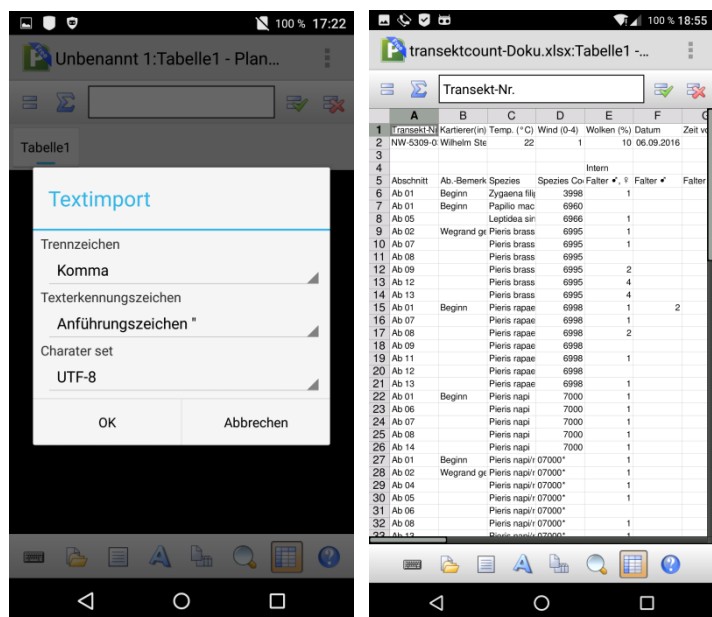 100 % 17:22
Unbenannt 1:Tabelle1 - Plan...
Tabelle1
Textimport
Trennzeichen
Komma
Texterkennungszeichen
Anführungszeichen "
Charater set
UTF-8
OK Abbrechen
100 % 18:55
transektcount-Doku.xlsx:Tabelle1 -...
Transekt-Nr.
A B C D E F G
1 Transekt-Nr Kartierer(in) Temp. (°C) Wind (0-4) Wolken (%) Datum Zeit vo
2 NW-5309-0 Wilhelm Ste 22 1 10 06.09.2016
3
4 Intern
5 Abschnitt Ab.-Bemerk Spezies Spezies Co Falter ♂, ♀ Falter ♂ Falter
6 Ab 01 Beginn Zygaena fili 3998 1
7 Ab 01 Beginn Papilio mac 6960
8 Ab 05 Leptidea sin 6966 1
9 Ab 02 Wegrand ge Pieris brass 6995 1
10 Ab 07 Pieris brass 6995 1
11 Ab 08 Pieris brass 6995
12 Ab 09 Pieris brass 6995 2
13 Ab 12 Pieris brass 6995 4
14 Ab 13 Pieris brass 6995 4
15 Ab 01 Beginn Pieris rapae 6998 1 2
16 Ab 07 Pieris rapae 6998 1
17 Ab 08 Pieris rapae 6998 2
18 Ab 09 Pieris rapae 6998
19 Ab 11 Pieris rapae 6998 1
20 Ab 12 Pieris rapae 6998
21 Ab 13 Pieris rapae 6998 1
22 Ab 01 Beginn Pieris napi 7000 1
23 Ab 06 Pieris napi 7000 1
24 Ab 07 Pieris napi 7000 1
25 Ab 08 Pieris napi 7000 1
26 Ab 14 Pieris napi 7000 1
27 Ab 01 Beginn Pieris napi/r 07000* 1
28 Ab 02 Wegrand ge Pieris napi/r 07000* 1
29 Ab 04 Pieris napi/r 07000* 1
30 Ab 05 Pieris napi/r 07000* 1
31 Ab 06 Pieris napi/r 07000*
32 Ab 08 Pieris napi/r 07000* 1
33 Ab 13 Pieris napi/r 07000* 1